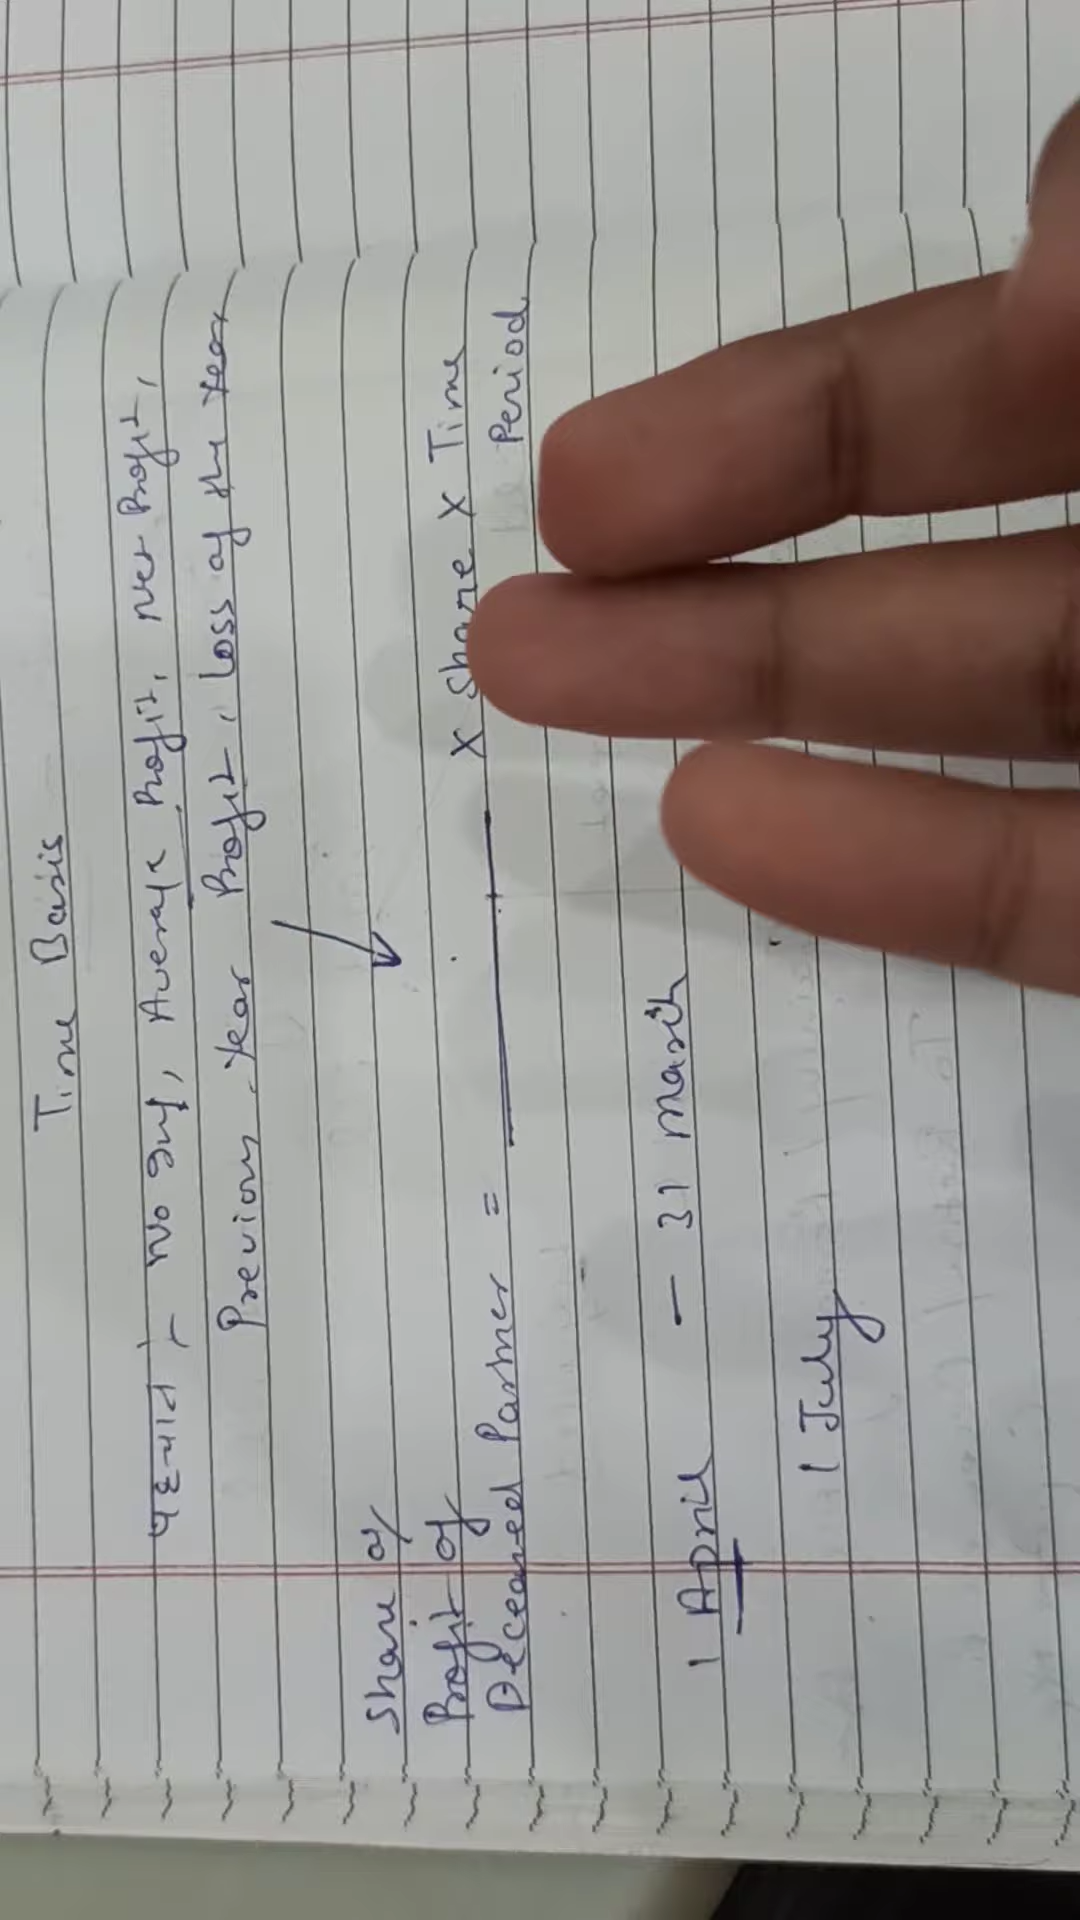 Time Basis
पहचान :- No शब्द, Average Profit, Net Profit,
Previous Year Profit, Loss of the Year
Share of
Profit of
Deceased Partner = ——— X Share X Time
Period
1 April — 31 March
1 July